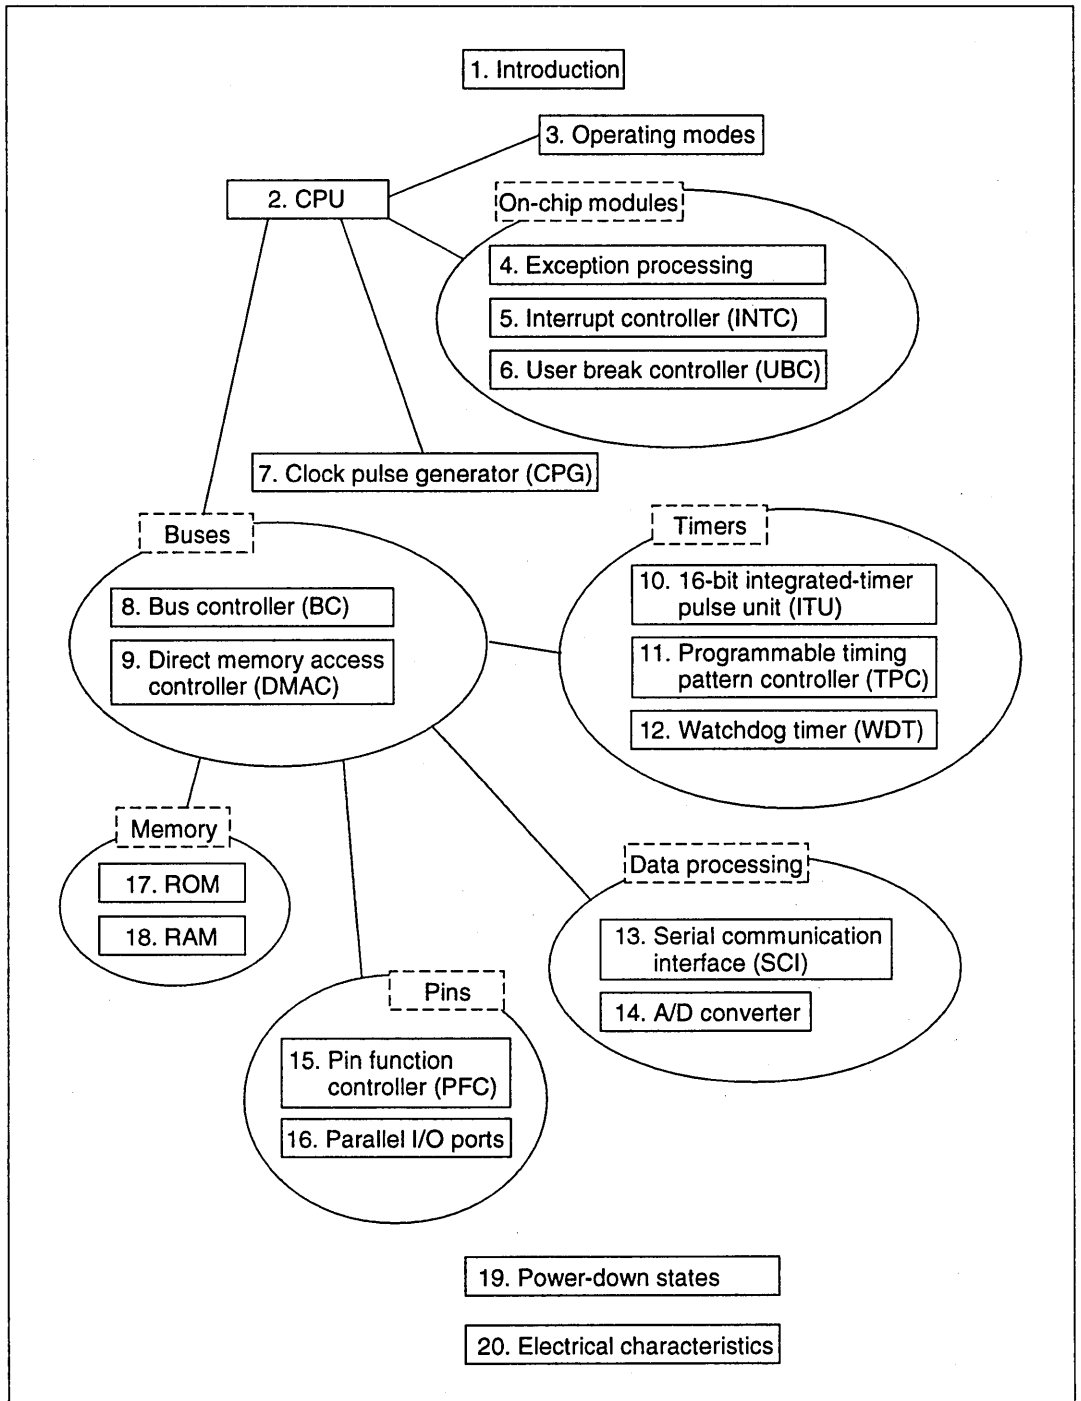 1. Introduction
3. Operating modes
2. CPU
On-chip modules
4. Exception processing
5. Interrupt controller (INTC)
6. User break controller (UBC)
7. Clock pulse generator (CPG)
Buses
8. Bus controller (BC)
9. Direct memory access
controller (DMAC)
Timers
10. 16-bit integrated-timer
pulse unit (ITU)
11. Programmable timing
pattern controller (TPC)
12. Watchdog timer (WDT)
Memory
17. ROM
18. RAM
Data processing
13. Serial communication
interface (SCI)
14. A/D converter
Pins
15. Pin function
controller (PFC)
16. Parallel I/O ports
19. Power-down states
20. Electrical characteristics